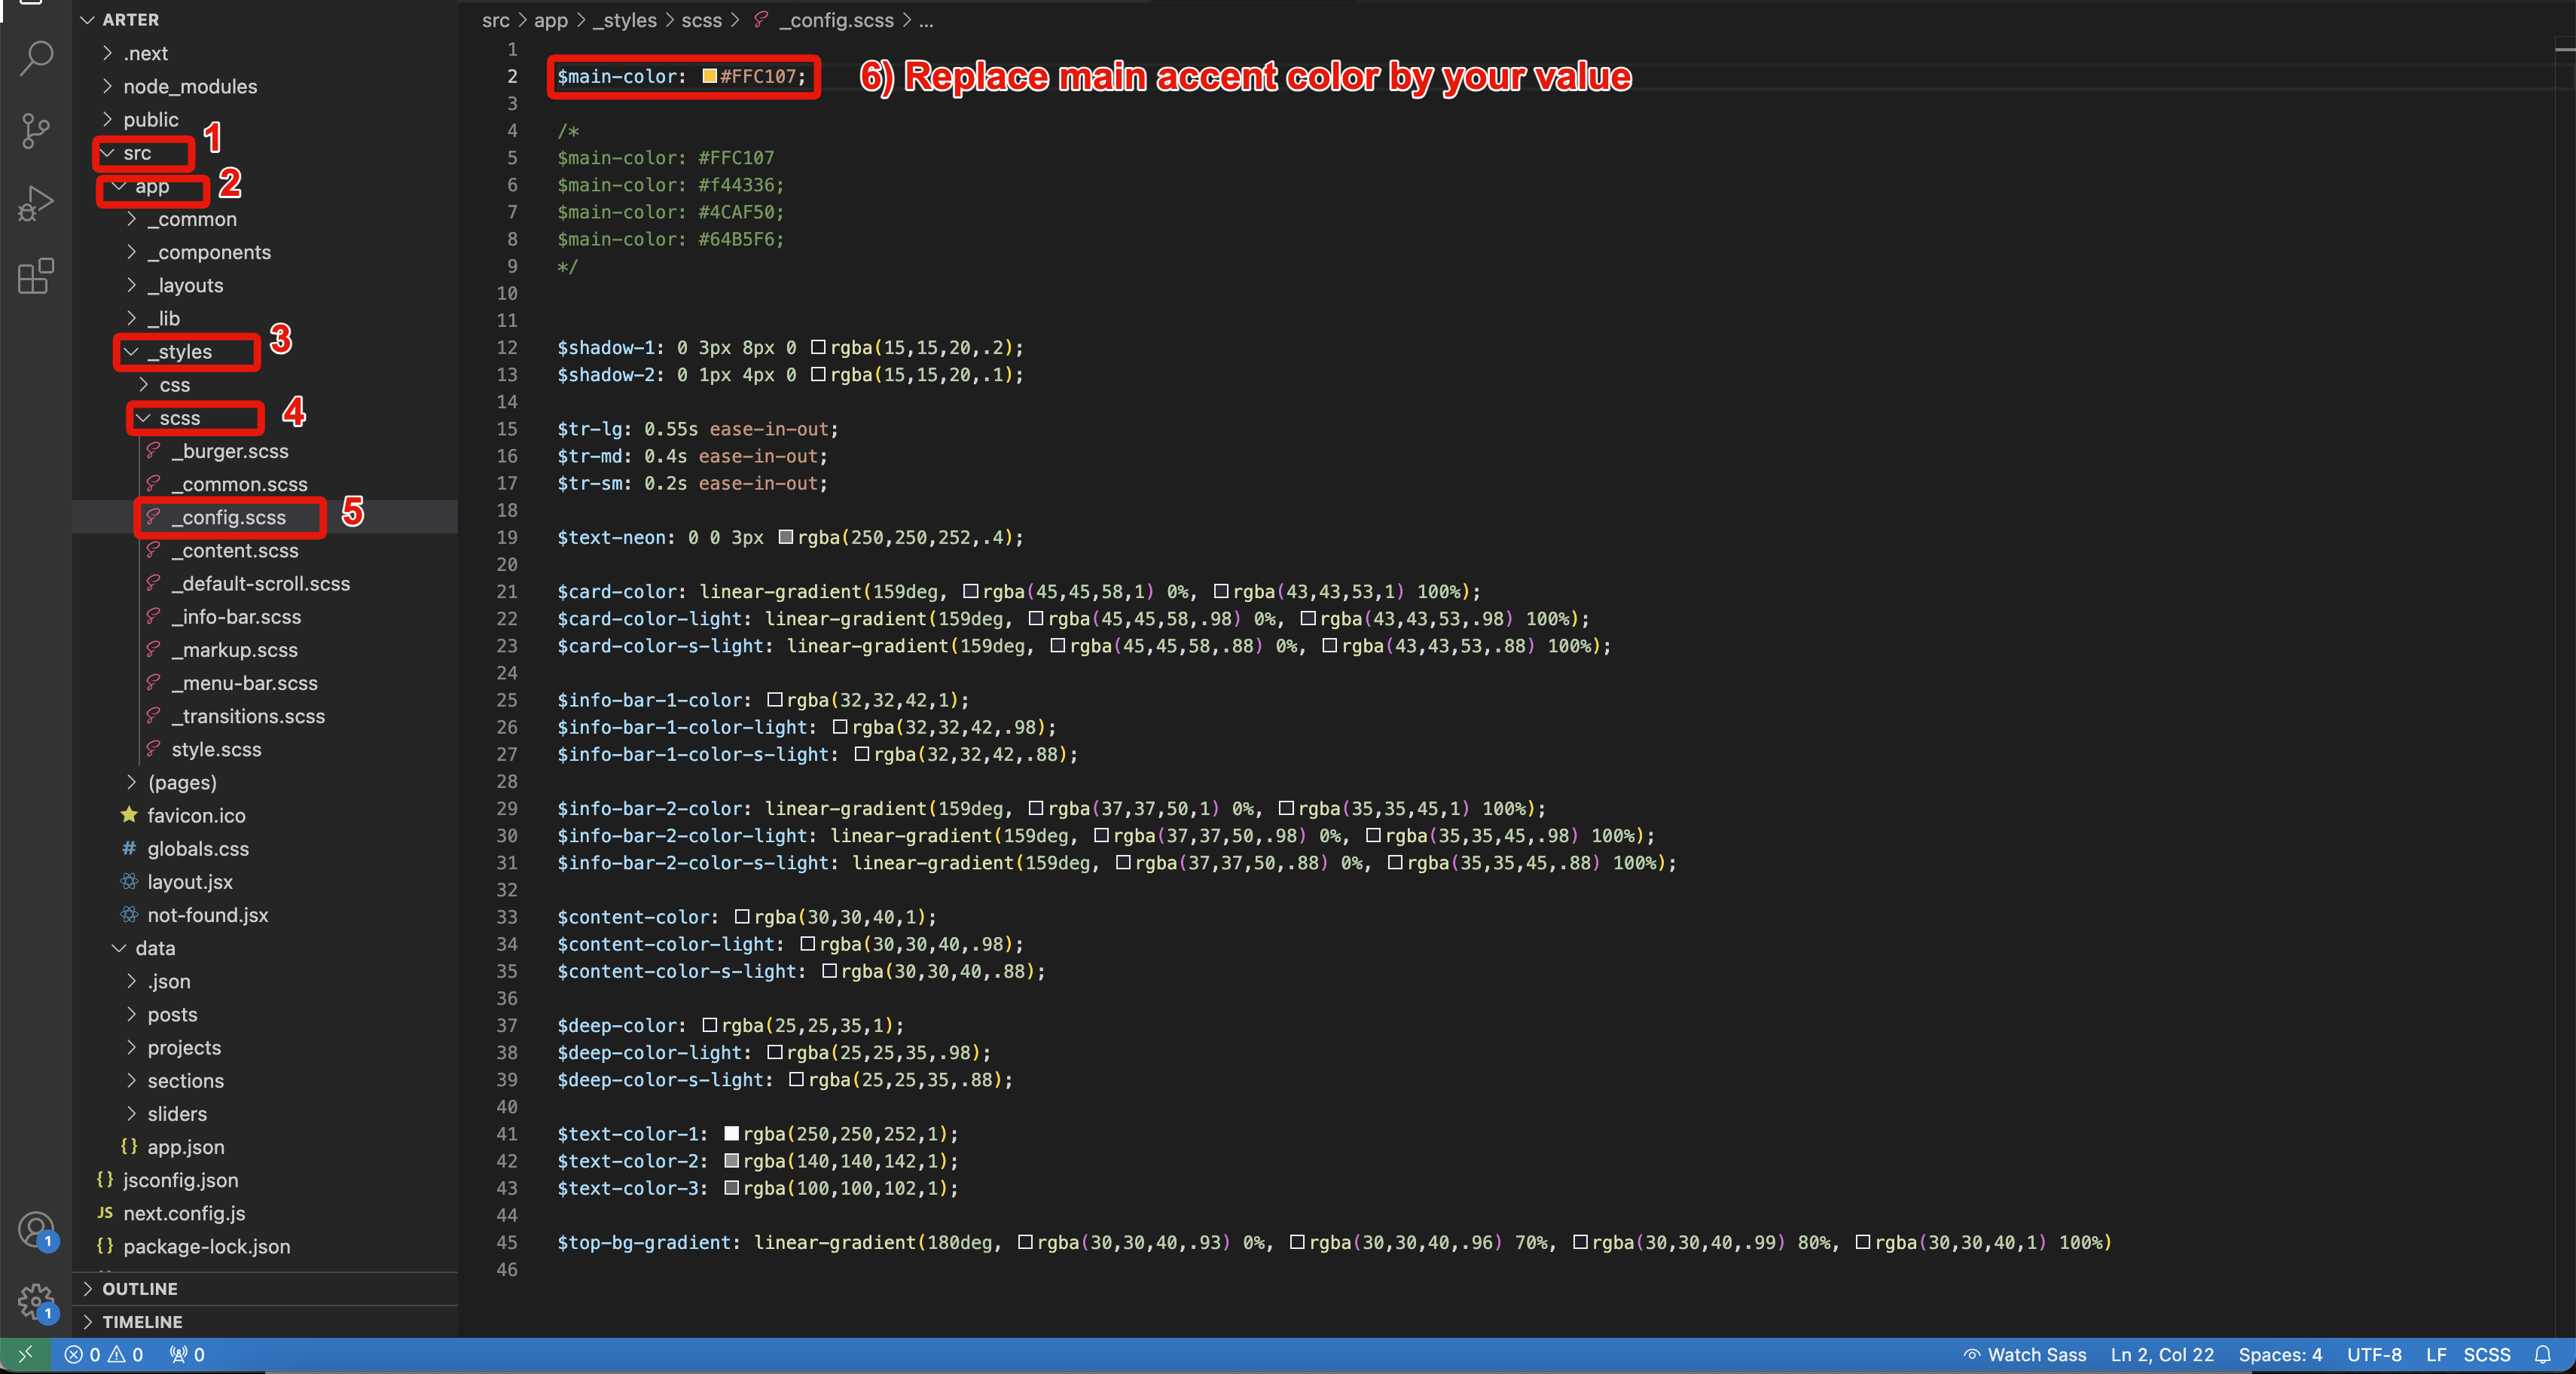 ARTER
.next
node_modules
public
src
1
app
2
_common
_components
_layouts
_lib
_styles
3
css
scss
4
_burger.scss
_common.scss
_config.scss
5
_content.scss
_default-scroll.scss
_info-bar.scss
_markup.scss
_menu-bar.scss
_transitions.scss
style.scss
(pages)
favicon.ico
# globals.css
layout.jsx
not-found.jsx
data
.json
posts
projects
sections
sliders
{} app.json
{} jsconfig.json
JS next.config.js
{} package-lock.json
OUTLINE
TIMELINE
1
1
src > app > _styles > scss > _config.scss > ...
1
2 $main-color: #FFC107; 6) Replace main accent color by your value
3
4 /*
5 $main-color: #FFC107
6 $main-color: #f44336;
7 $main-color: #4CAF50;
8 $main-color: #64B5F6;
9 */
10
11
12 $shadow-1: 0 3px 8px 0 rgba(15,15,20,.2);
13 $shadow-2: 0 1px 4px 0 rgba(15,15,20,.1);
14
15 $tr-lg: 0.55s ease-in-out;
16 $tr-md: 0.4s ease-in-out;
17 $tr-sm: 0.2s ease-in-out;
18
19 $text-neon: 0 0 3px rgba(250,250,252,.4);
20
21 $card-color: linear-gradient(159deg, rgba(45,45,58,1) 0%, rgba(43,43,53,1) 100%);
22 $card-color-light: linear-gradient(159deg, rgba(45,45,58,.98) 0%, rgba(43,43,53,.98) 100%);
23 $card-color-s-light: linear-gradient(159deg, rgba(45,45,58,.88) 0%, rgba(43,43,53,.88) 100%);
24
25 $info-bar-1-color: rgba(32,32,42,1);
26 $info-bar-1-color-light: rgba(32,32,42,.98);
27 $info-bar-1-color-s-light: rgba(32,32,42,.88);
28
29 $info-bar-2-color: linear-gradient(159deg, rgba(37,37,50,1) 0%, rgba(35,35,45,1) 100%);
30 $info-bar-2-color-light: linear-gradient(159deg, rgba(37,37,50,.98) 0%, rgba(35,35,45,.98) 100%);
31 $info-bar-2-color-s-light: linear-gradient(159deg, rgba(37,37,50,.88) 0%, rgba(35,35,45,.88) 100%);
32
33 $content-color: rgba(30,30,40,1);
34 $content-color-light: rgba(30,30,40,.98);
35 $content-color-s-light: rgba(30,30,40,.88);
36
37 $deep-color: rgba(25,25,35,1);
38 $deep-color-light: rgba(25,25,35,.98);
39 $deep-color-s-light: rgba(25,25,35,.88);
40
41 $text-color-1: rgba(250,250,252,1);
42 $text-color-2: rgba(140,140,142,1);
43 $text-color-3: rgba(100,100,102,1);
44
45 $top-bg-gradient: linear-gradient(180deg, rgba(30,30,40,.93) 0%, rgba(30,30,40,.96) 70%, rgba(30,30,40,.99) 80%, rgba(30,30,40,1) 100%)
46
0 0 0 Watch Sass Ln 2, Col 22 Spaces: 4 UTF-8 LF SCSS